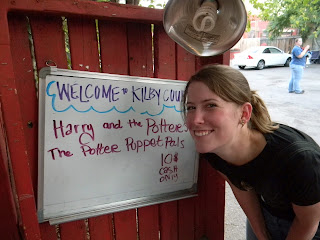 WELCOME TO KILBY COU
Harry and the Potters
The Potter Puppet Pals
10$
CASH
ONLY